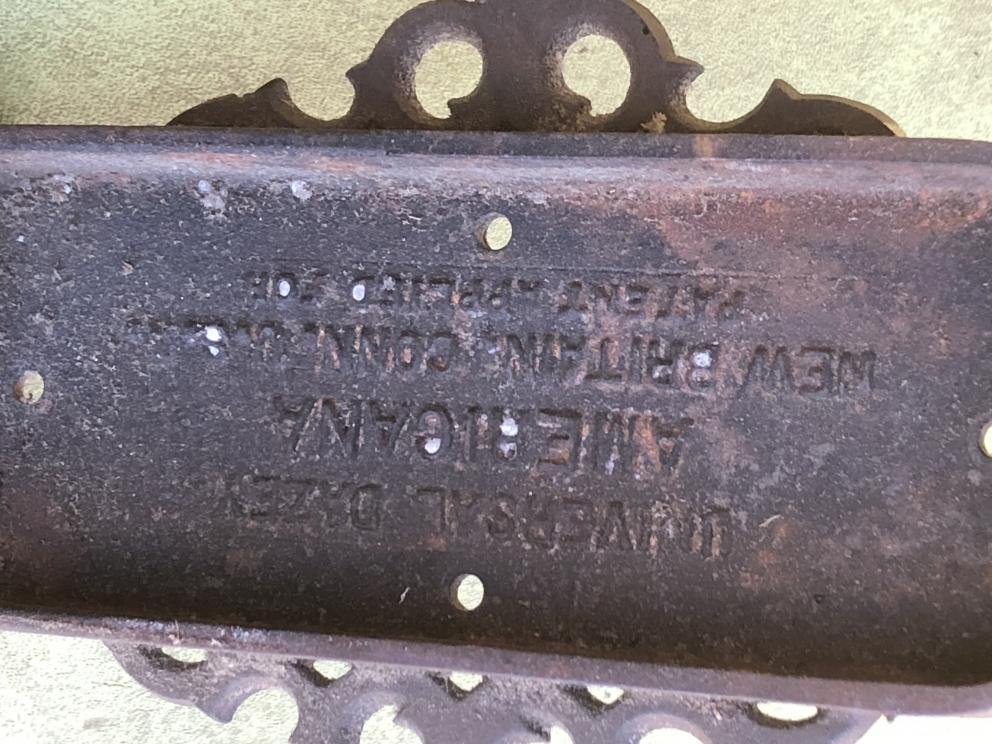 UNIVERSAL
AMERICANA
NEW BRITAIN, CONN.
PATENT APPLIED FOR